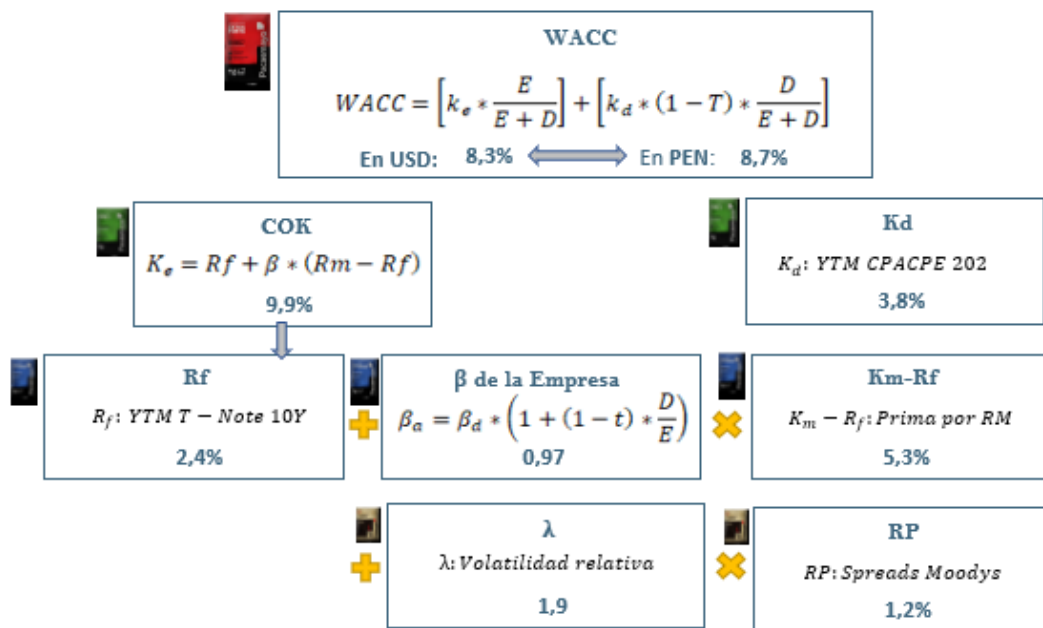 WACC
WACC = [k_e * E/(E + D)] + [k_d * (1 − T) * D/(E + D)]
En USD: 8,3% En PEN: 8,7%
COK
K_e = Rf + β * (Rm − Rf)
9,9%
Kd
K_d: YTM CPACPE 202
3,8%
Rf
R_f: YTM T − Note 10Y
2,4%
β de la Empresa
β_a = β_d * (1 + (1 − t) * D/E)
0,97
Km-Rf
K_m − R_f: Prima por RM
5,3%
λ
λ: Volatilidad relativa
1,9
RP
RP: Spreads Moodys
1,2%